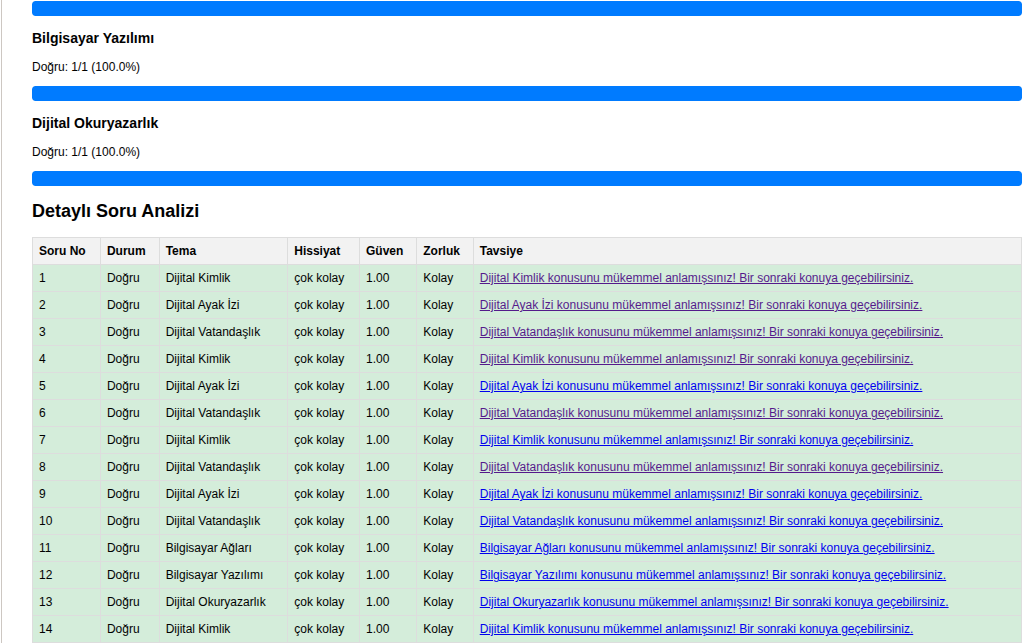 Bilgisayar Yazılımı
Doğru: 1/1 (100.0%)
Dijital Okuryazarlık
Doğru: 1/1 (100.0%)
Detaylı Soru Analizi
Soru No Durum Tema Hissiyat Güven Zorluk Tavsiye
1 Doğru Dijital Kimlik çok kolay 1.00 Kolay Dijital Kimlik konusunu mükemmel anlamışsınız! Bir sonraki konuya geçebilirsiniz.
2 Doğru Dijital Ayak İzi çok kolay 1.00 Kolay Dijital Ayak İzi konusunu mükemmel anlamışsınız! Bir sonraki konuya geçebilirsiniz.
3 Doğru Dijital Vatandaşlık çok kolay 1.00 Kolay Dijital Vatandaşlık konusunu mükemmel anlamışsınız! Bir sonraki konuya geçebilirsiniz.
4 Doğru Dijital Kimlik çok kolay 1.00 Kolay Dijital Kimlik konusunu mükemmel anlamışsınız! Bir sonraki konuya geçebilirsiniz.
5 Doğru Dijital Ayak İzi çok kolay 1.00 Kolay Dijital Ayak İzi konusunu mükemmel anlamışsınız! Bir sonraki konuya geçebilirsiniz.
6 Doğru Dijital Vatandaşlık çok kolay 1.00 Kolay Dijital Vatandaşlık konusunu mükemmel anlamışsınız! Bir sonraki konuya geçebilirsiniz.
7 Doğru Dijital Kimlik çok kolay 1.00 Kolay Dijital Kimlik konusunu mükemmel anlamışsınız! Bir sonraki konuya geçebilirsiniz.
8 Doğru Dijital Vatandaşlık çok kolay 1.00 Kolay Dijital Vatandaşlık konusunu mükemmel anlamışsınız! Bir sonraki konuya geçebilirsiniz.
9 Doğru Dijital Ayak İzi çok kolay 1.00 Kolay Dijital Ayak İzi konusunu mükemmel anlamışsınız! Bir sonraki konuya geçebilirsiniz.
10 Doğru Dijital Vatandaşlık çok kolay 1.00 Kolay Dijital Vatandaşlık konusunu mükemmel anlamışsınız! Bir sonraki konuya geçebilirsiniz.
11 Doğru Bilgisayar Ağları çok kolay 1.00 Kolay Bilgisayar Ağları konusunu mükemmel anlamışsınız! Bir sonraki konuya geçebilirsiniz.
12 Doğru Bilgisayar Yazılımı çok kolay 1.00 Kolay Bilgisayar Yazılımı konusunu mükemmel anlamışsınız! Bir sonraki konuya geçebilirsiniz.
13 Doğru Dijital Okuryazarlık çok kolay 1.00 Kolay Dijital Okuryazarlık konusunu mükemmel anlamışsınız! Bir sonraki konuya geçebilirsiniz.
14 Doğru Dijital Kimlik çok kolay 1.00 Kolay Dijital Kimlik konusunu mükemmel anlamışsınız! Bir sonraki konuya geçebilirsiniz.